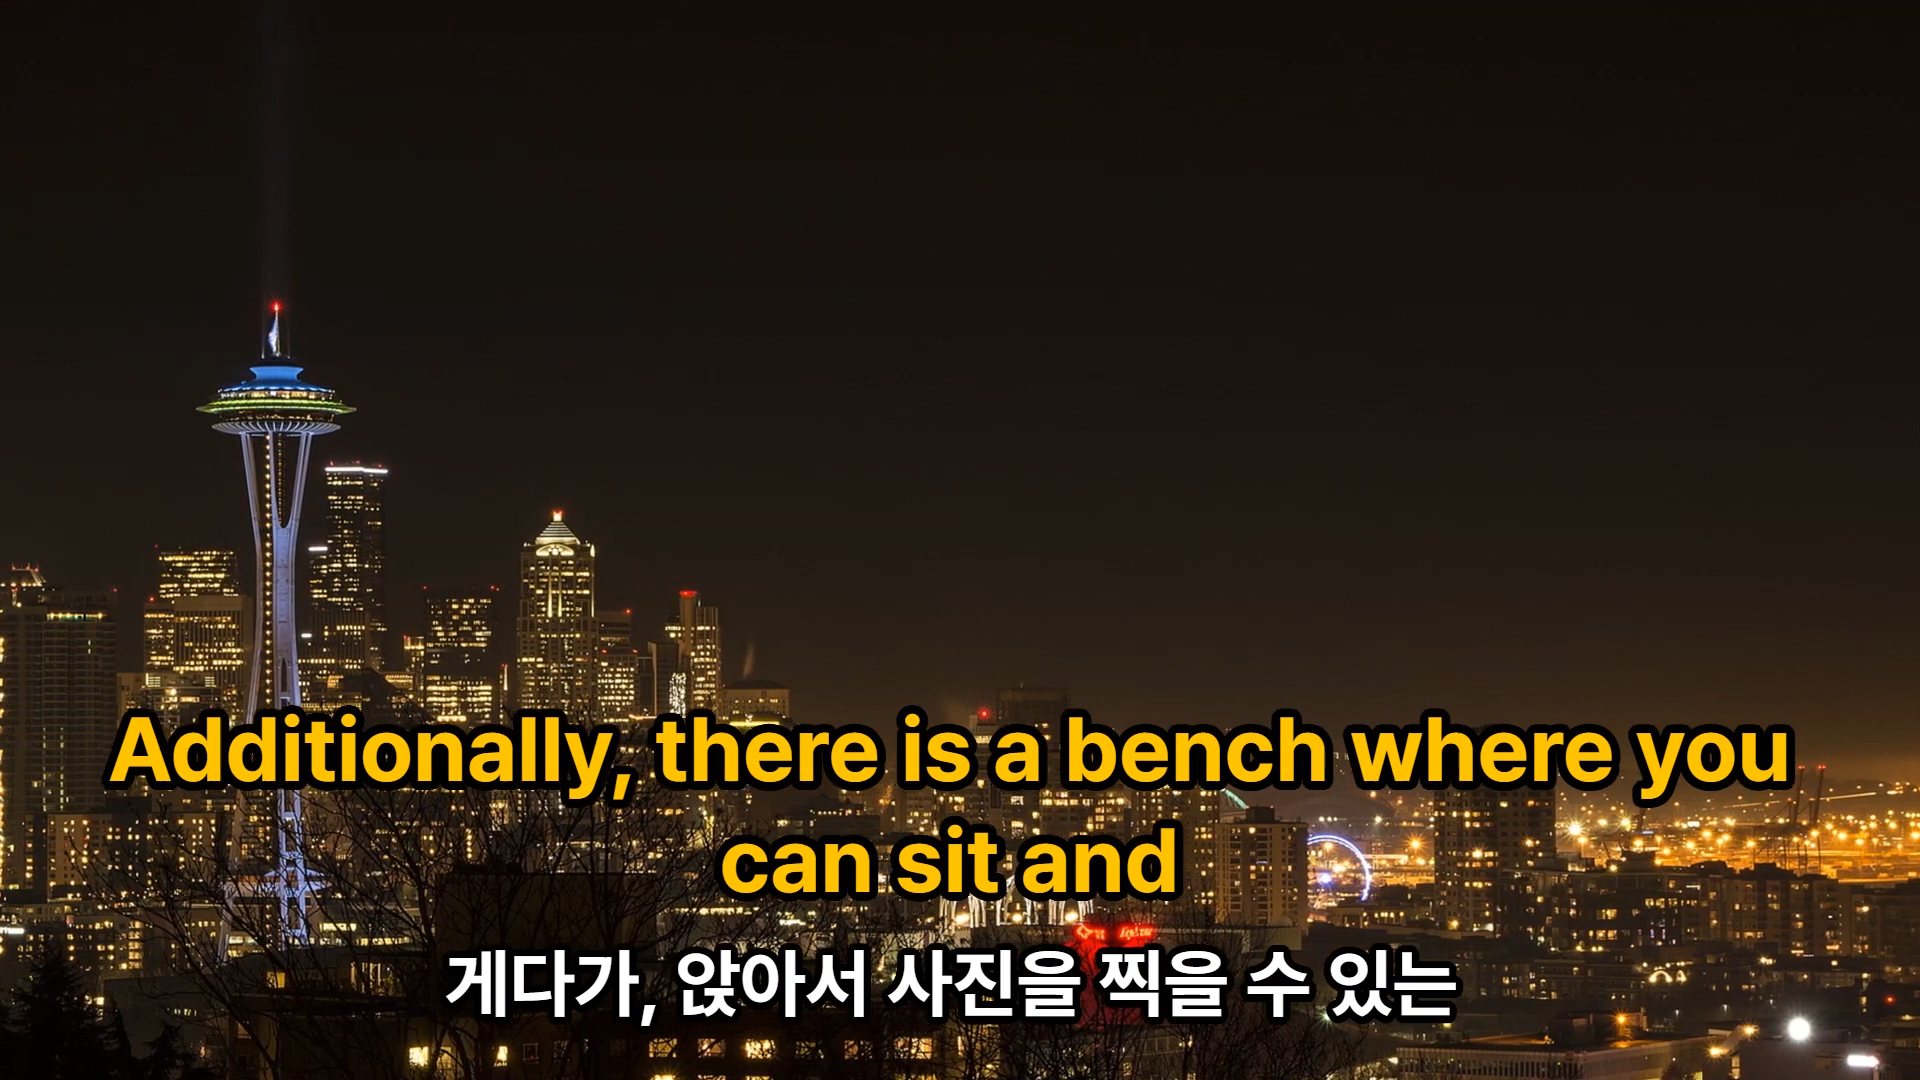 Additionally, there is a bench where you
can sit and
게다가, 앉아서 사진을 찍을 수 있는